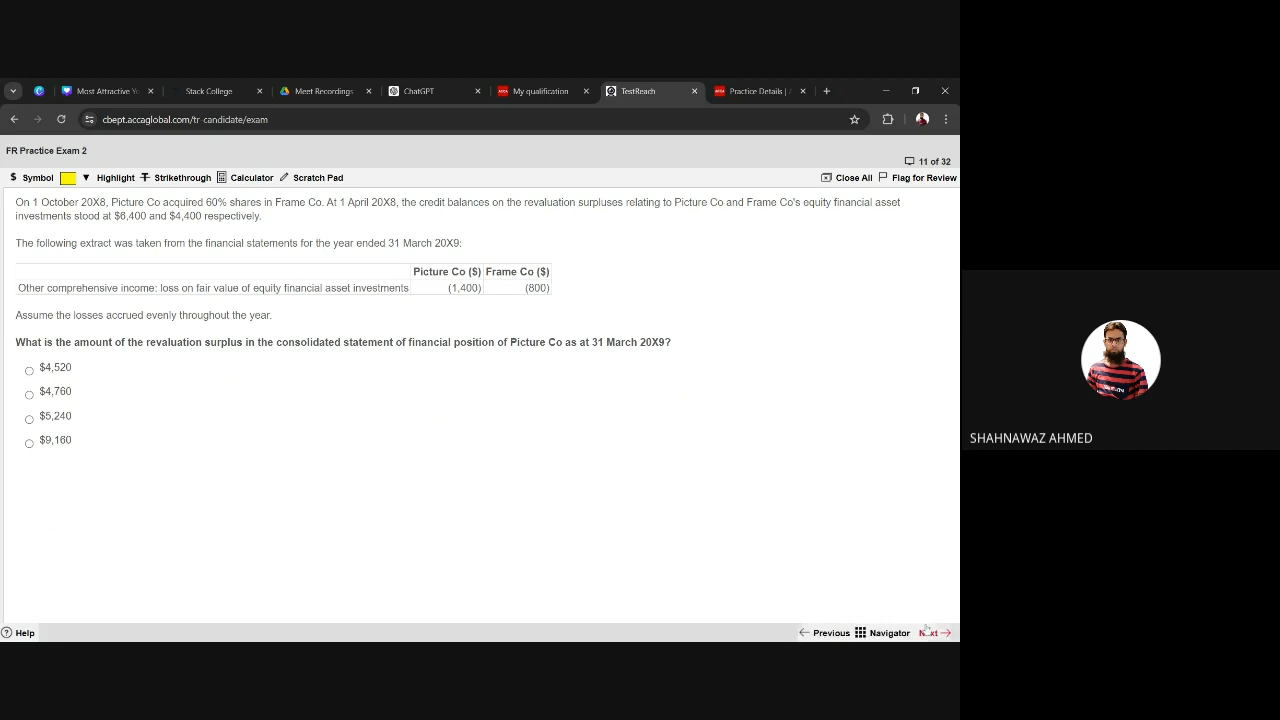 Most Attractive Yo
Stack College
Meet Recordings
ChatGPT
My qualification
TestReach
Practice Details | A
cbept.accaglobal.com/tr-candidate/exam
FR Practice Exam 2
11 of 32
$ Symbol Highlight Strikethrough Calculator Scratch Pad Close All Flag for Review
On 1 October 20X8, Picture Co acquired 60% shares in Frame Co. At 1 April 20X8, the credit balances on the revaluation surpluses relating to Picture Co and Frame Co's equity financial asset
investments stood at $6,400 and $4,400 respectively.
The following extract was taken from the financial statements for the year ended 31 March 20X9:
Picture Co ($) Frame Co ($)
Other comprehensive income: loss on fair value of equity financial asset investments (1,400) (800)
Assume the losses accrued evenly throughout the year.
What is the amount of the revaluation surplus in the consolidated statement of financial position of Picture Co as at 31 March 20X9?
$4,520
$4,760
$5,240
$9,160
SHAHNAWAZ AHMED
? Help Previous Navigator Next